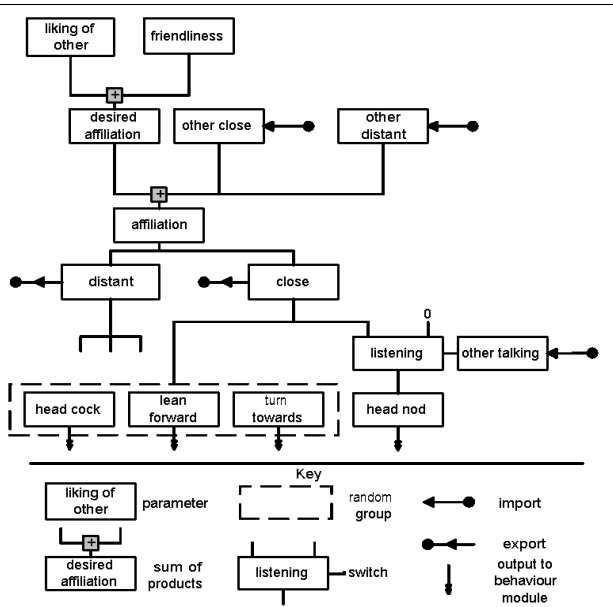 liking of
other
friendliness
+
desired
affiliation
other close
other
distant
+
affiliation
distant
close
0
listening
other talking
head cock
lean
forward
turn
towards
head nod
Key
liking of
other
parameter
random
group
import
+
desired
affiliation
sum of
products
listening
switch
export
output to
behaviour
module